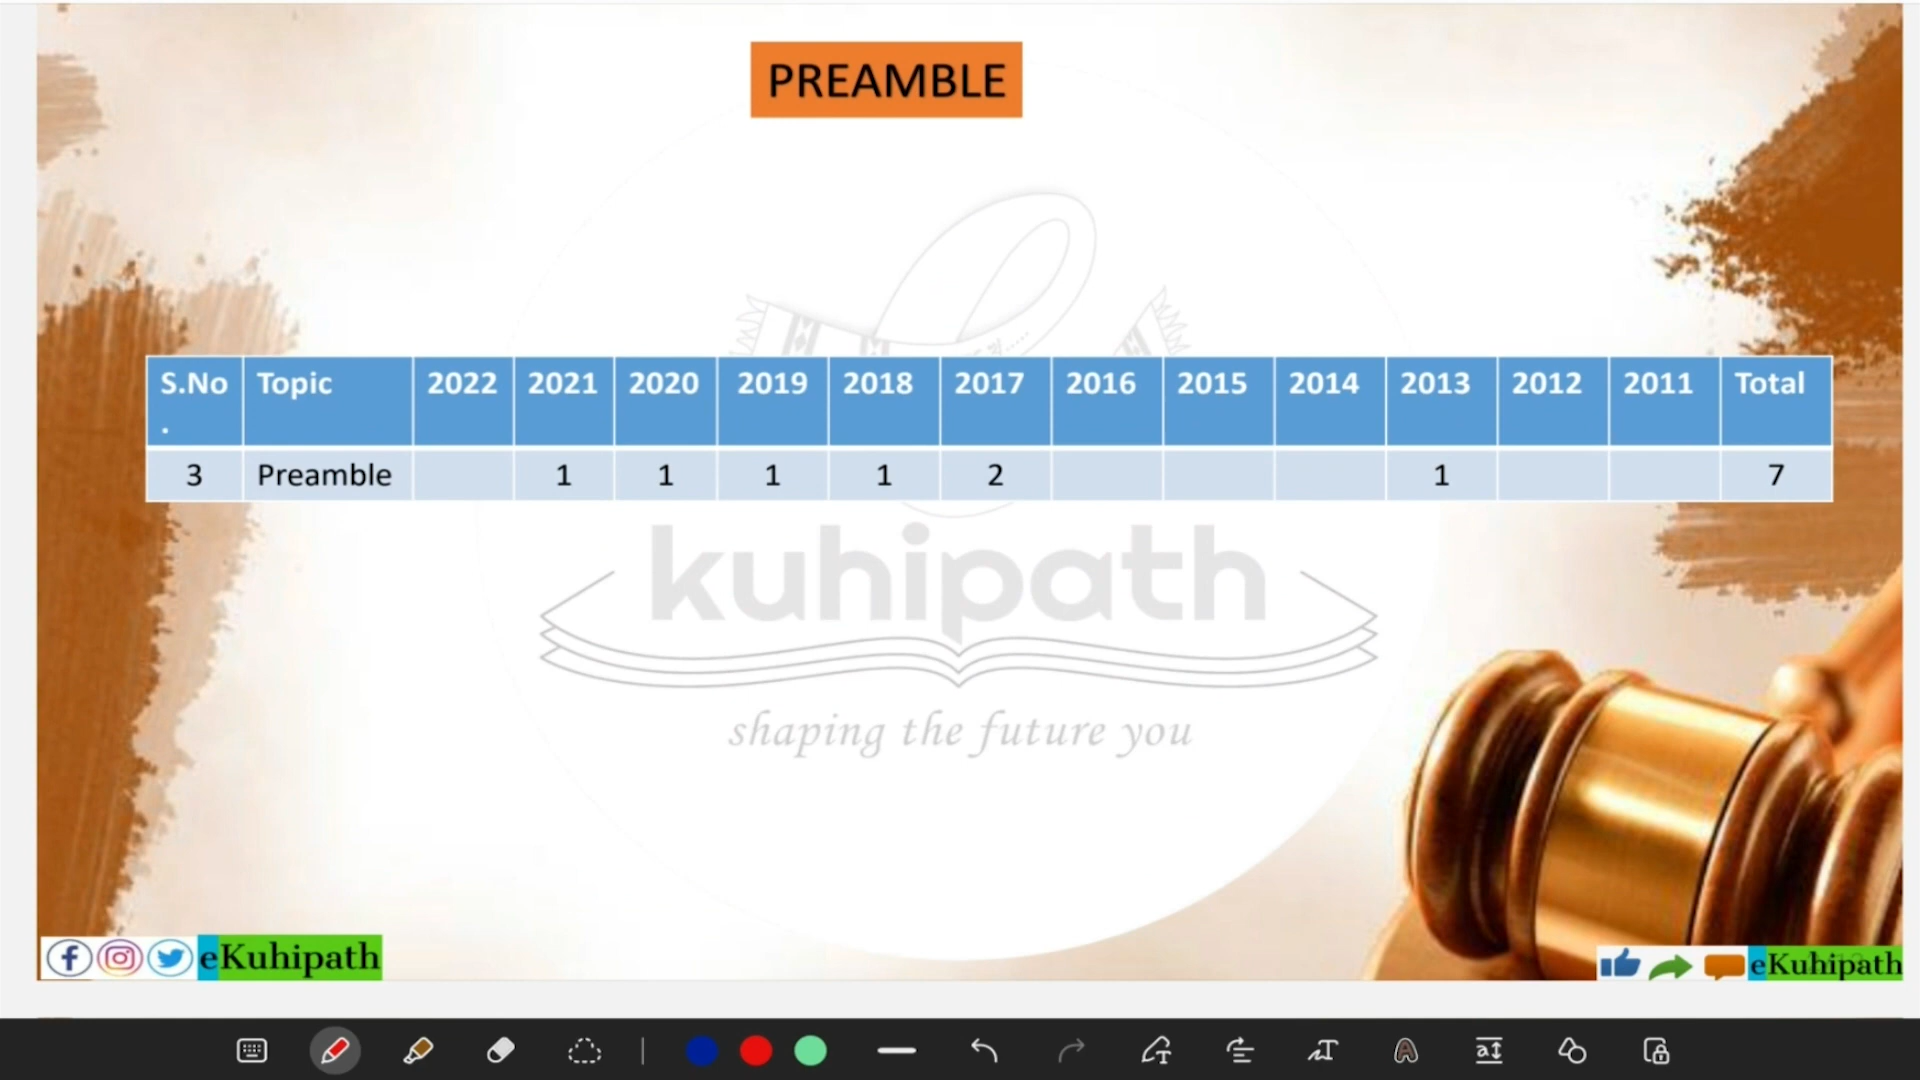 PREAMBLE
S.No. Topic 2022 2021 2020 2019 2018 2017 2016 2015 2014 2013 2012 2011 Total
3 Preamble 1 1 1 1 2 1 7
kuhipath
shaping the future you
eKuhipath
eKuhipath